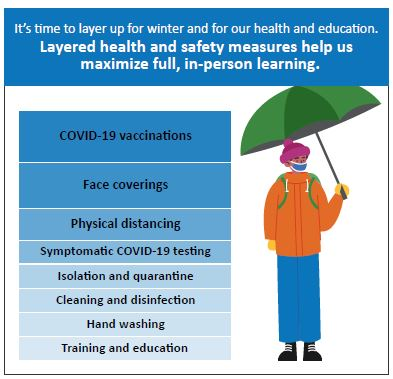 It’s time to layer up for winter and for our health and education.
Layered health and safety measures help us
maximize full, in-person learning.
COVID-19 vaccinations
Face coverings
Physical distancing
Symptomatic COVID-19 testing
Isolation and quarantine
Cleaning and disinfection
Hand washing
Training and education